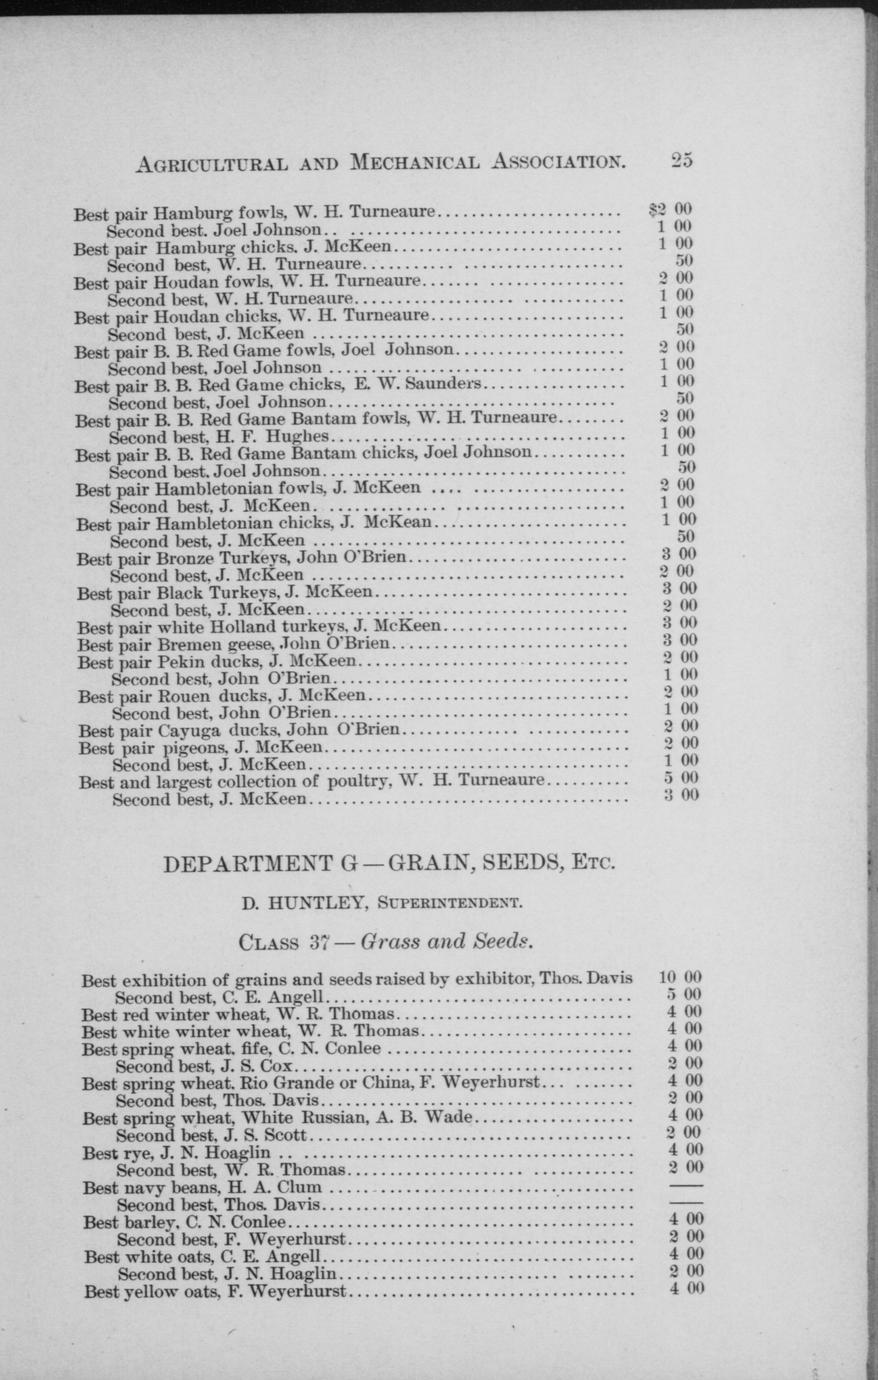 AGRICULTURAL AND MECHANICAL ASSOCIATION. 25
Best pair Hamburg fowls, W. H. Turneaure...................... $2 00
Second best. Joel Johnson.. ................................ 1 00
Best pair Hamburg chicks. J. McKeen........................... 1 00
Second best, W. H. Turneaure........... ................... 50
Best pair Houdan fowls, W. H. Turneaure....... ................ 2 00
Second best, W. H. Turneaure................... ............ 1 00
Best pair Houdan chicks, W. H. Turneaure....................... 1 00
Second best, J. McKeen ..................................... 50
Best pair B. B. Red Game fowls, Joel Johnson.................... 2 00
Second best, Joel Johnson ........................ ........... 1 00
Best pair B. B. Red Game chicks, E. W. Saunders................. 1 00
Second best, Joel Johnson.................................. 50
Best pair B. B. Red Game Bantam fowls, W. H. Turneaure........ 2 00
Second best, H. F. Hughes............... ................... 1 00
Best pair B. B. Red Game Bantam chicks, Joel Johnson........... 1 00
Second best. Joel Johnson.................................... 50
Best pair Hambletonian fowls, J. McKeen .... .................. 2 00
Second best, J. McKeen. ............... .................... 1 00
Best pair Hambletonian chicks, J. McKean....................... 1 00
Second best, J. McKeen ..................................... 50
Best pair Bronze Turkeys, John O'Brien.......................... 3 00
Second best, J. McKeen ..................................... 2 00
Best pair Black Turkeys, J. McKeen.............................. 3 00
Second best, J. McKeen...................................... 2 00
Best pair white Holland turkeys, J. McKeen...................... 3 00
Best pair Bremen geese, John O'Brien............................ 3 00
Best pair Pekin ducks, J. McKeen................................ 2 00
Second best, John O'Brien................................... 1 00
Best pair Rouen ducks, J. McKeen............................... 2 00
Second best, John O'Brien................................... 1 00
Best pair Cayuga ducks, John O'Brien.............. ............ 2 00
Best pair pigeons, J. McKeen.................................... 2 00
Second best, J. McKeen...................................... 1 00
Best and largest collection of poultry, W. H. Turneaure.......... 5 00
Second best, J. McKeen...................................... 3 00
DEPARTMENT G — GRAIN, SEEDS, ETC.
D. HUNTLEY, SUPERINTENDENT.
CLASS 37 — Grass and Seeds.
Best exhibition of grains and seeds raised by exhibitor, Thos. Davis 10 00
Second best, C. E. Angell.................................... 5 00
Best red winter wheat, W. R. Thomas............................ 4 00
Best white winter wheat, W. R. Thomas......................... 4 00
Best spring wheat. fife, C. N. Conlee ............................. 4 00
Second best, J. S. Cox........................................ 2 00
Best spring wheat. Rio Grande or China, F. Weyerhurst... ....... 4 00
Second best, Thos. Davis..................................... 2 00
Best spring wheat, White Russian, A. B. Wade................... 4 00
Second best. J. S. Scott...................................... 2 00
Best rye, J. N. Hoaglin .. ....................................... 4 00
Second best, W. R. Thomas..................... ............ 2 00
Best navy beans, H. A. Clum .................................... ——
Second best, Thos. Davis..................................... ——
Best barley, C. N. Conlee......................................... 4 00
Second best, F. Weyerhurst.................................. 2 00
Best white oats, C. E. Angell..................................... 4 00
Second best, J. N. Hoaglin.......................... ........ 2 00
Best yellow oats, F. Weyerhurst.................................. 4 00